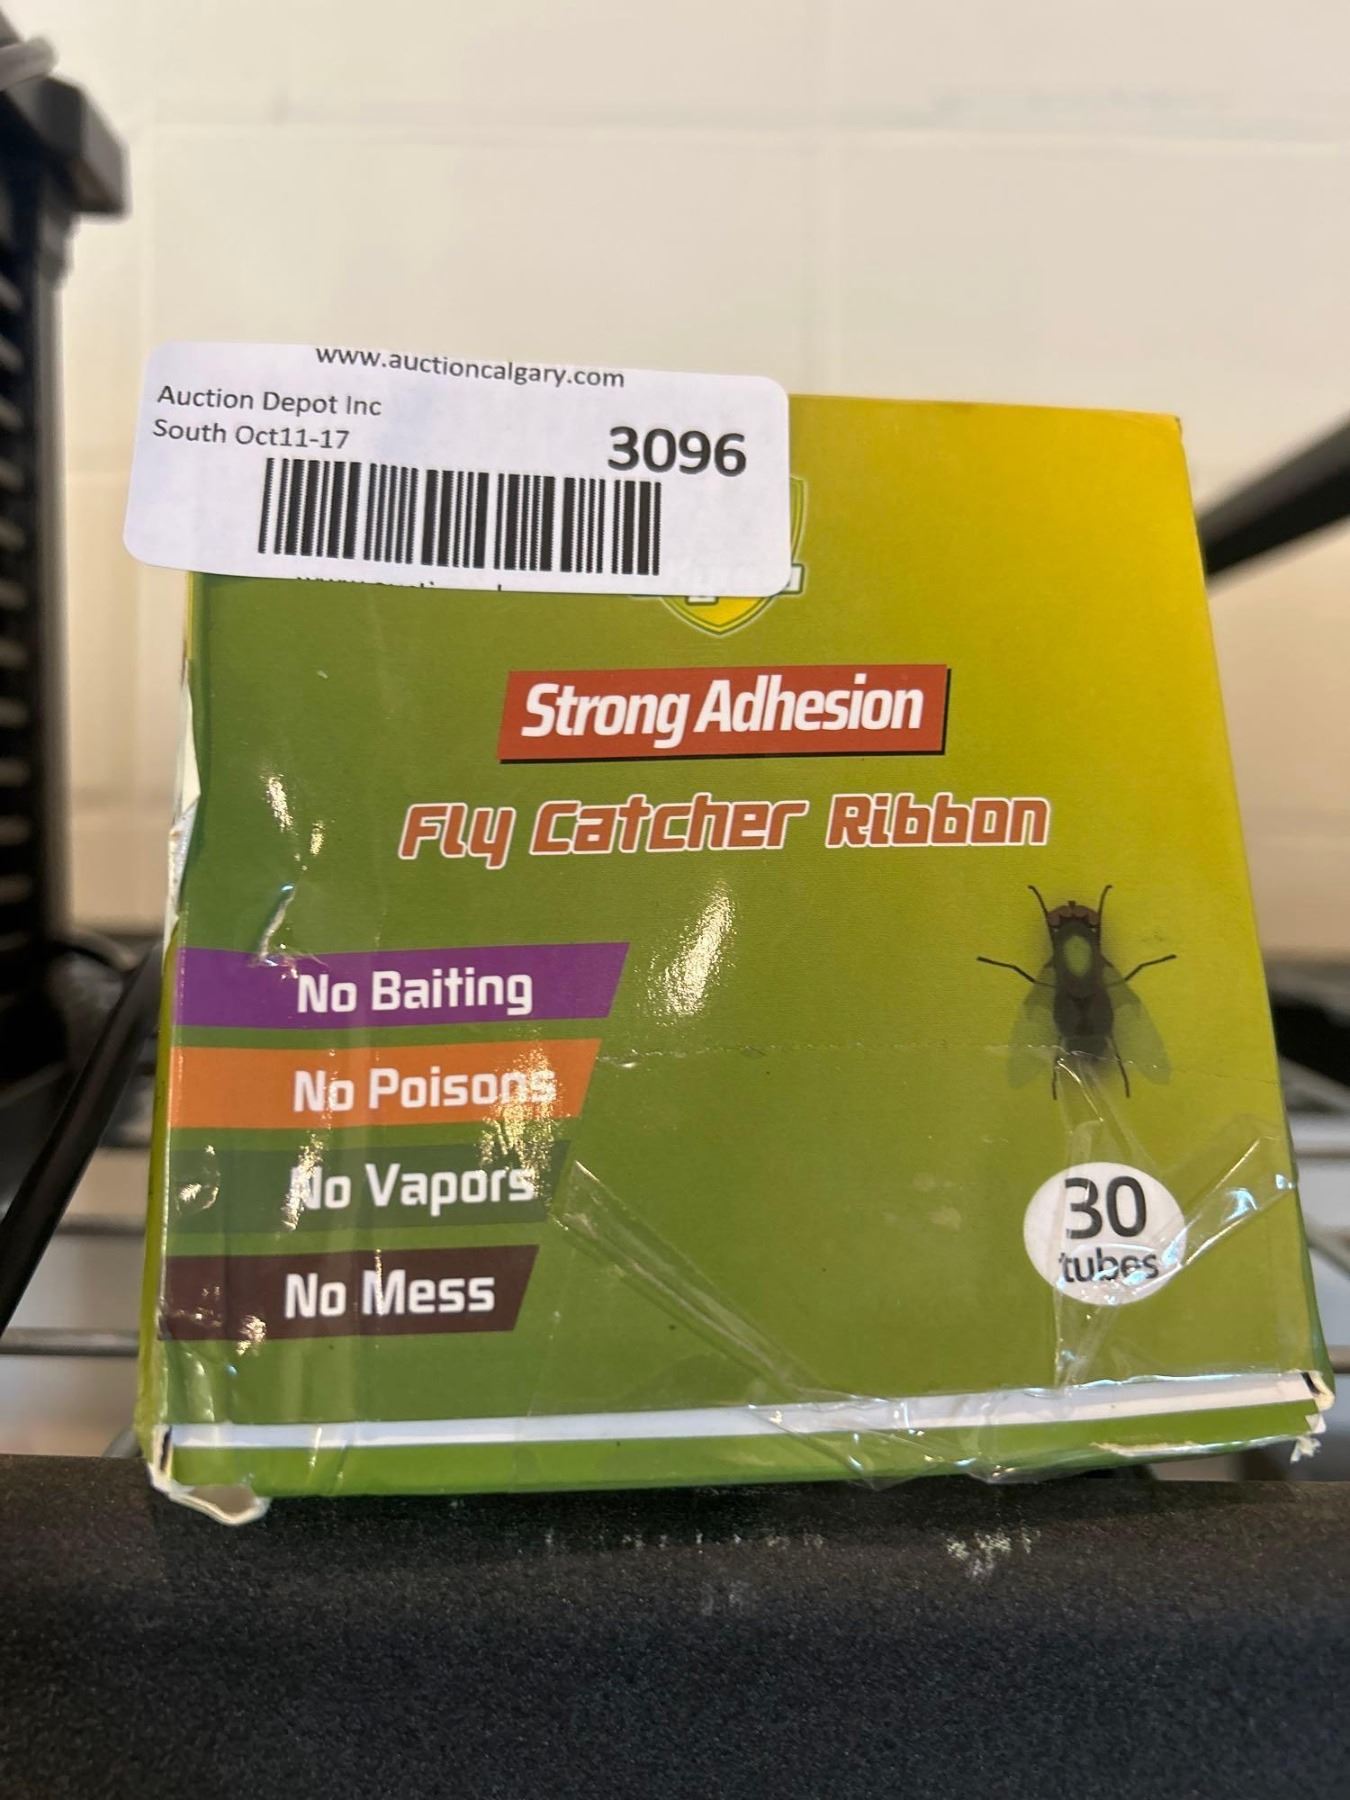 www.auctioncalgary.com
Auction Depot Inc
South Oct11-17
3096
Strong Adhesion
Fly Catcher Ribbon
No Baiting
No Poisons
No Vapors
No Mess
30
tubes